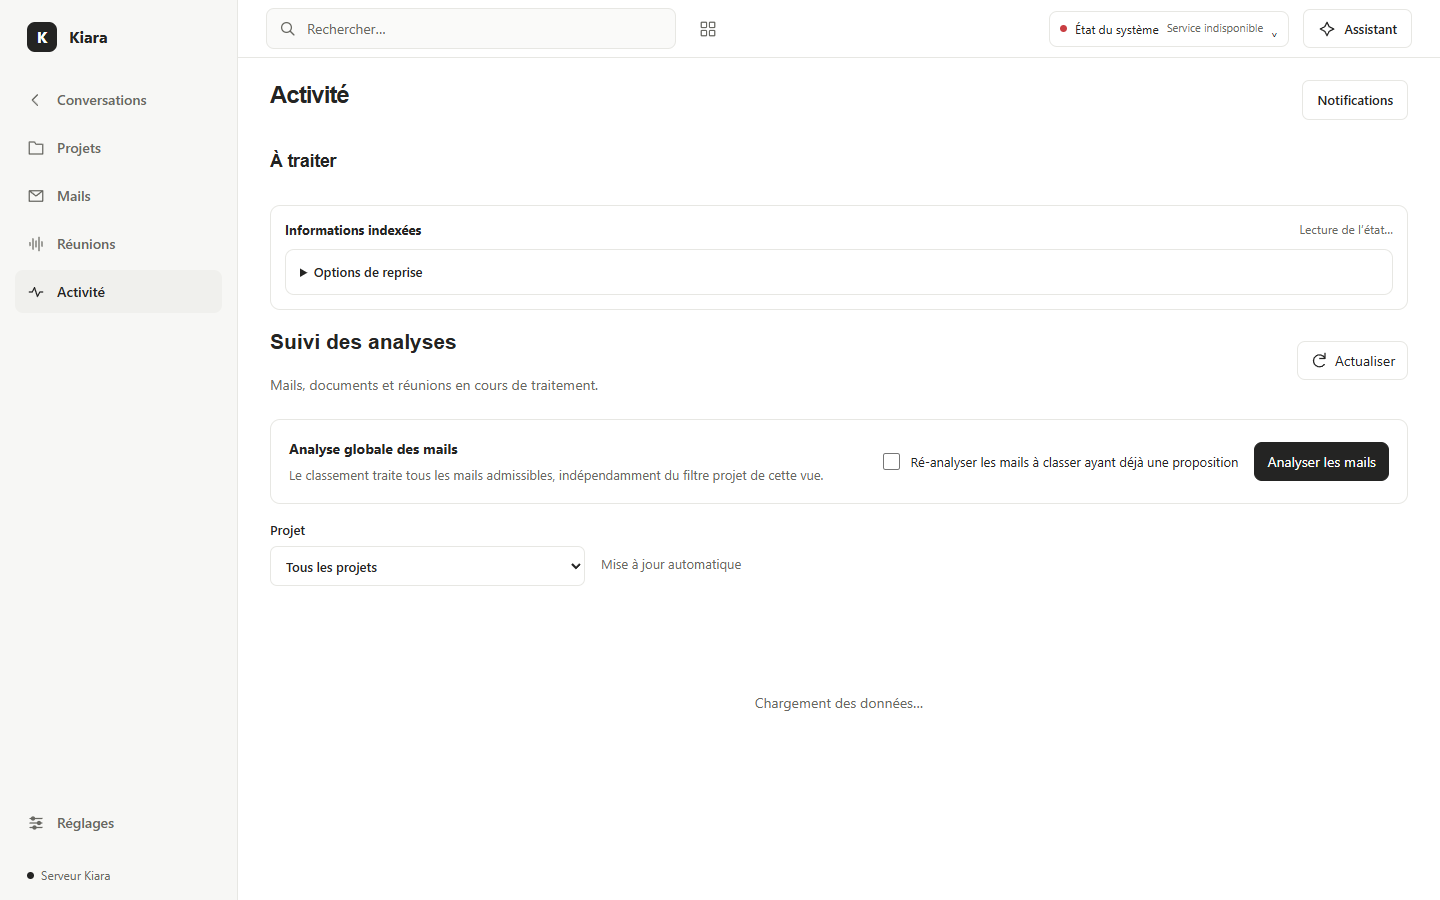 K Kiara
Rechercher...
État du système Service indisponible
Assistant
Conversations
Projets
Mails
Réunions
Activité
Réglages
Serveur Kiara
Activité
Notifications
À traiter
Informations indexées
Lecture de l'état...
Options de reprise
Suivi des analyses
Mails, documents et réunions en cours de traitement.
Actualiser
Analyse globale des mails
Le classement traite tous les mails admissibles, indépendamment du filtre projet de cette vue.
Ré-analyser les mails à classer ayant déjà une proposition
Analyser les mails
Projet
Tous les projets
Mise à jour automatique
Chargement des données...